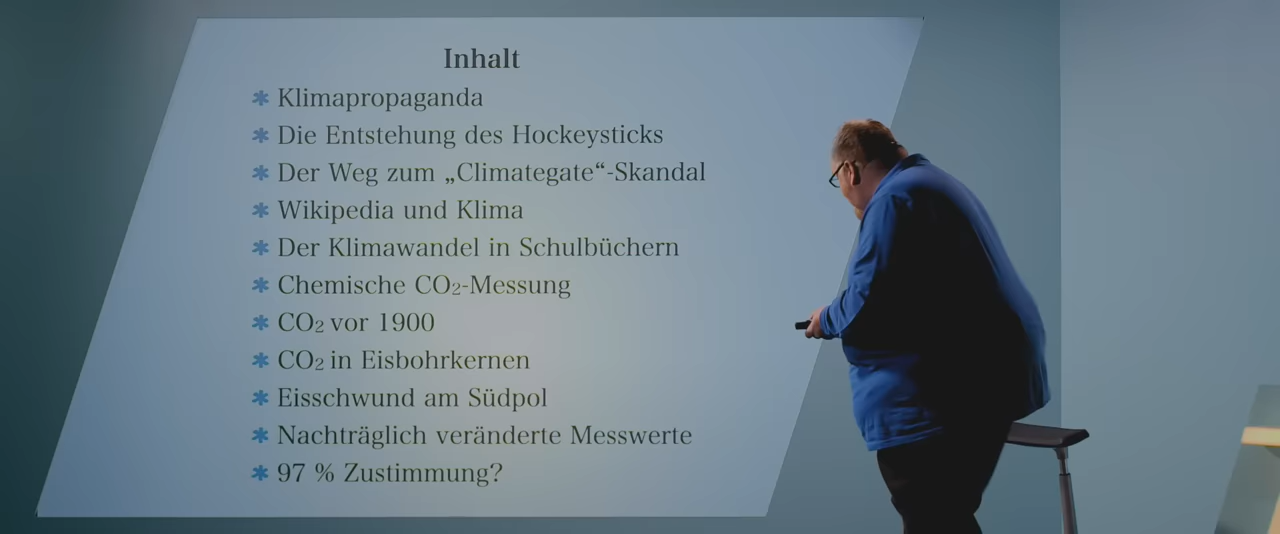 Inhalt
* Klimapropaganda
* Die Entstehung des Hockeysticks
* Der Weg zum „Climategate“-Skandal
* Wikipedia und Klima
* Der Klimawandel in Schulbüchern
* Chemische CO₂-Messung
* CO₂ vor 1900
* CO₂ in Eisbohrkernen
* Eisschwund am Südpol
* Nachträglich veränderte Messwerte
* 97 % Zustimmung?